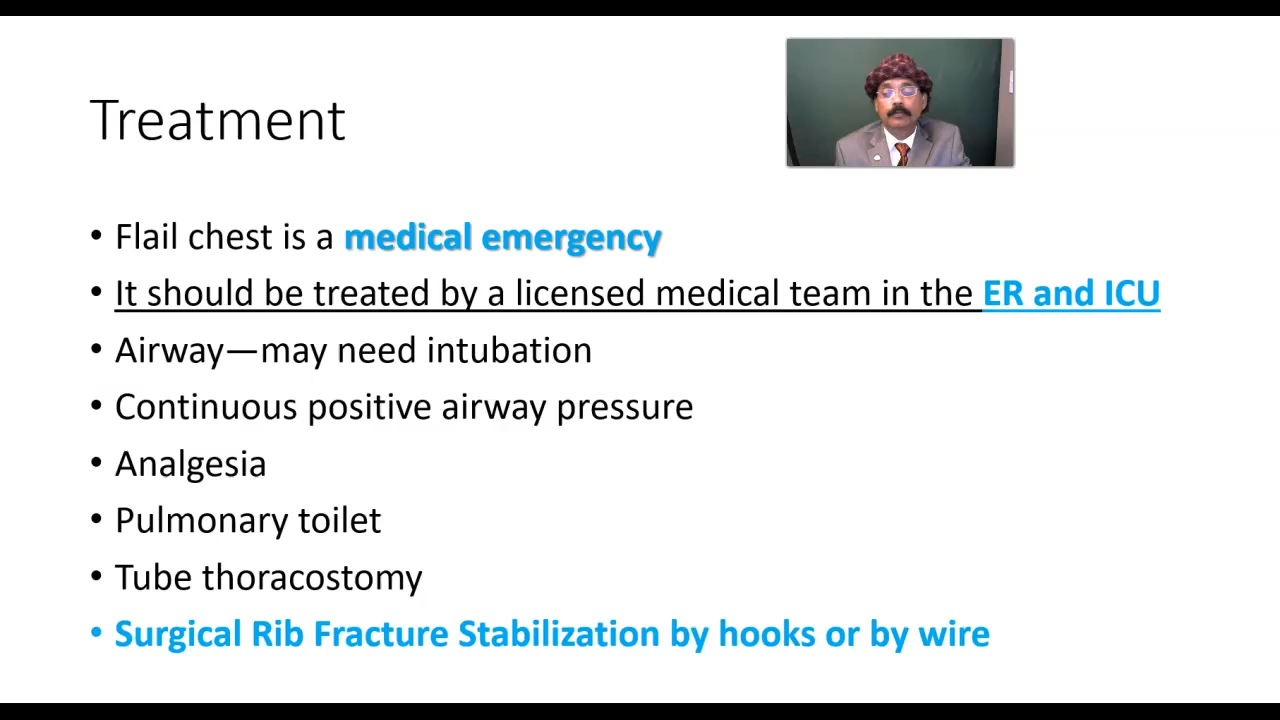 Treatment
• Flail chest is a medical emergency
• It should be treated by a licensed medical team in the ER and ICU
• Airway—may need intubation
• Continuous positive airway pressure
• Analgesia
• Pulmonary toilet
• Tube thoracostomy
• Surgical Rib Fracture Stabilization by hooks or by wire